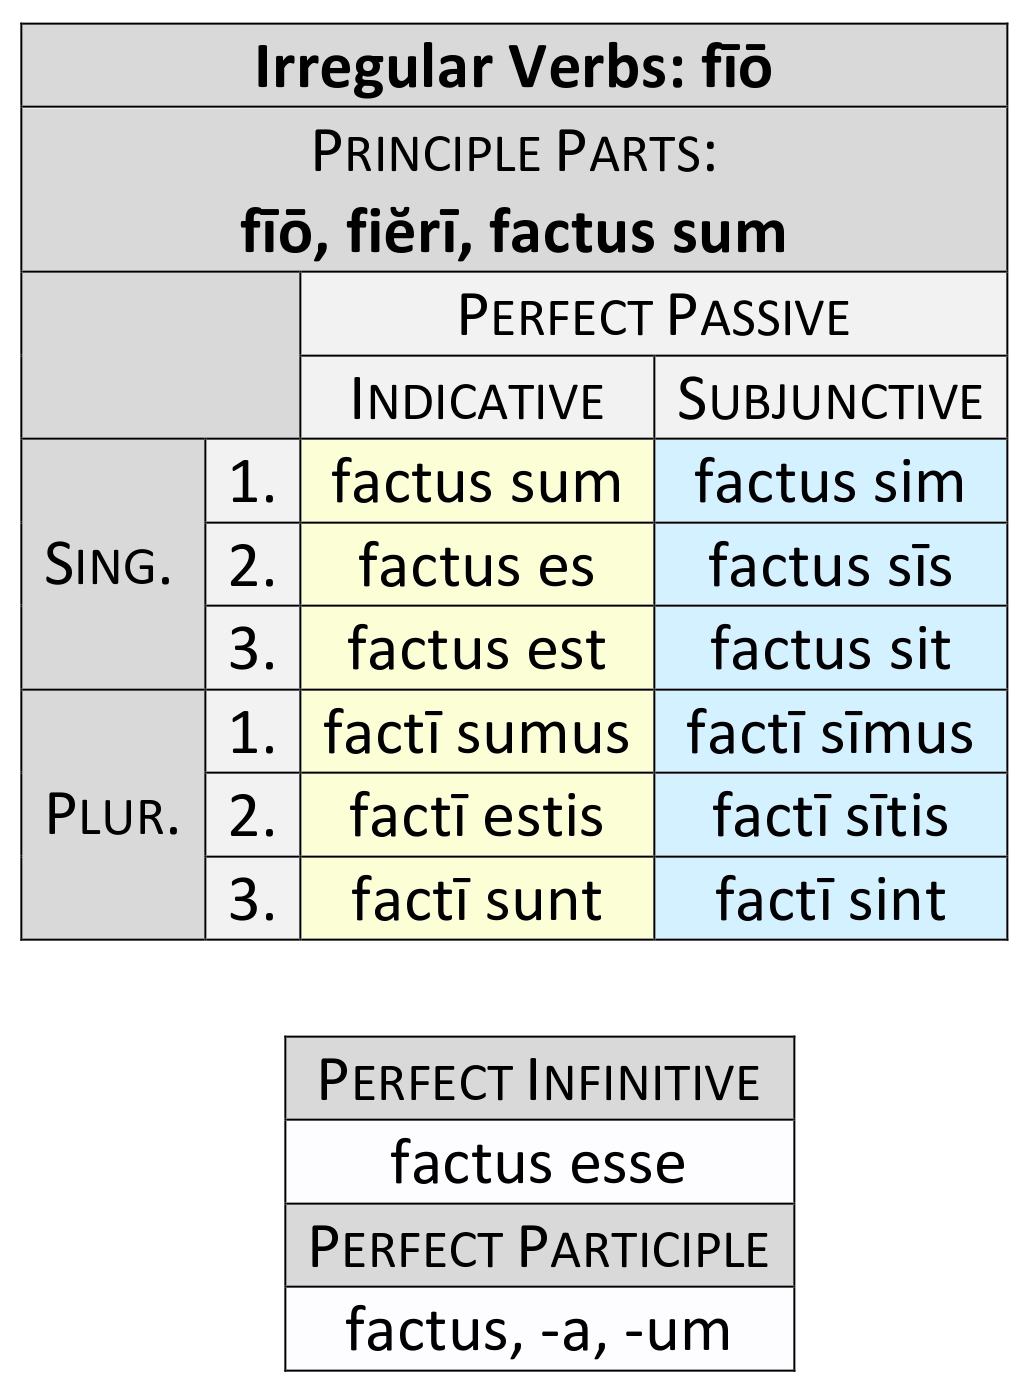 Irregular Verbs: fīō
PRINCIPLE PARTS:
fīō, fiĕrī, factus sum
PERFECT PASSIVE
INDICATIVE SUBJUNCTIVE
SING.
1. factus sum factus sim
2. factus es factus sīs
3. factus est factus sit
PLUR.
1. factī sumus factī sīmus
2. factī estis factī sītis
3. factī sunt factī sint
PERFECT INFINITIVE
factus esse
PERFECT PARTICIPLE
factus, -a, -um